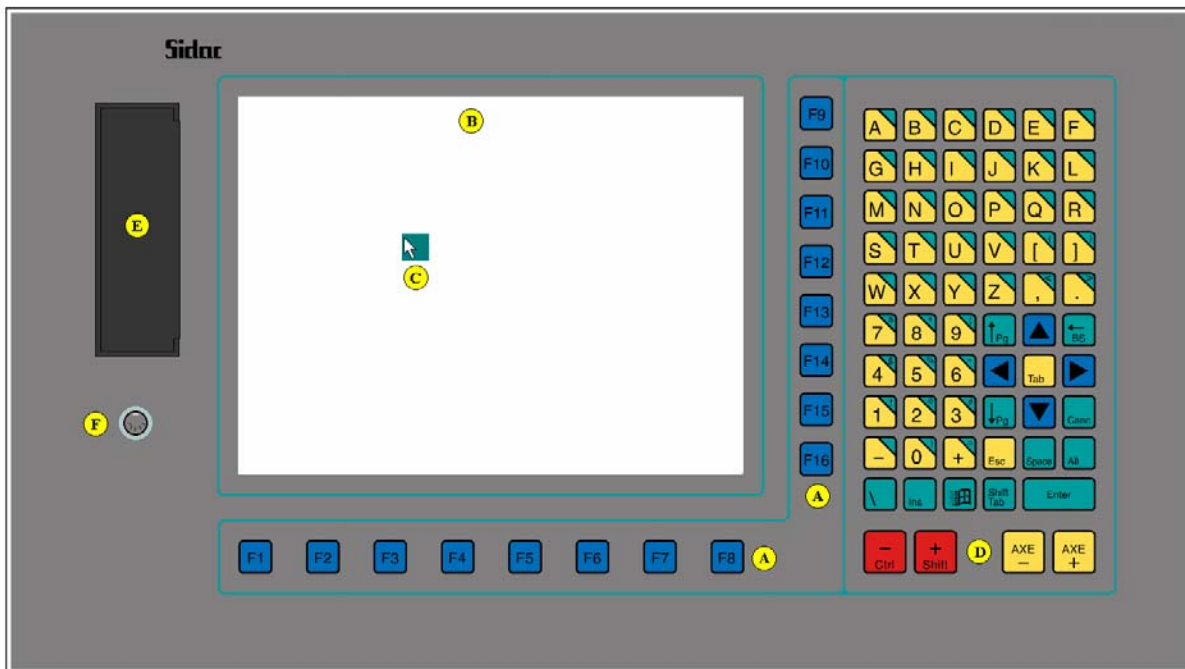 Sidac
B
C
E
F
F9
F10
F11
F12
F13
F14
F15
F16
A
F1 F2 F3 F4 F5 F6 F7 F8 A
A B C D E F
G H I J K L
M N O P Q R
S T U V [ ]
W X Y Z , .
7 8 9 ↑Pg ▲ ← BS
4 5 6 ◀ Tab ▶
1 2 3 ↓Pg ▼ Canc
- 0 + Esc Space Alt
\ Ins Shift Tab Enter
- Ctrl + Shift D AXE - AXE +